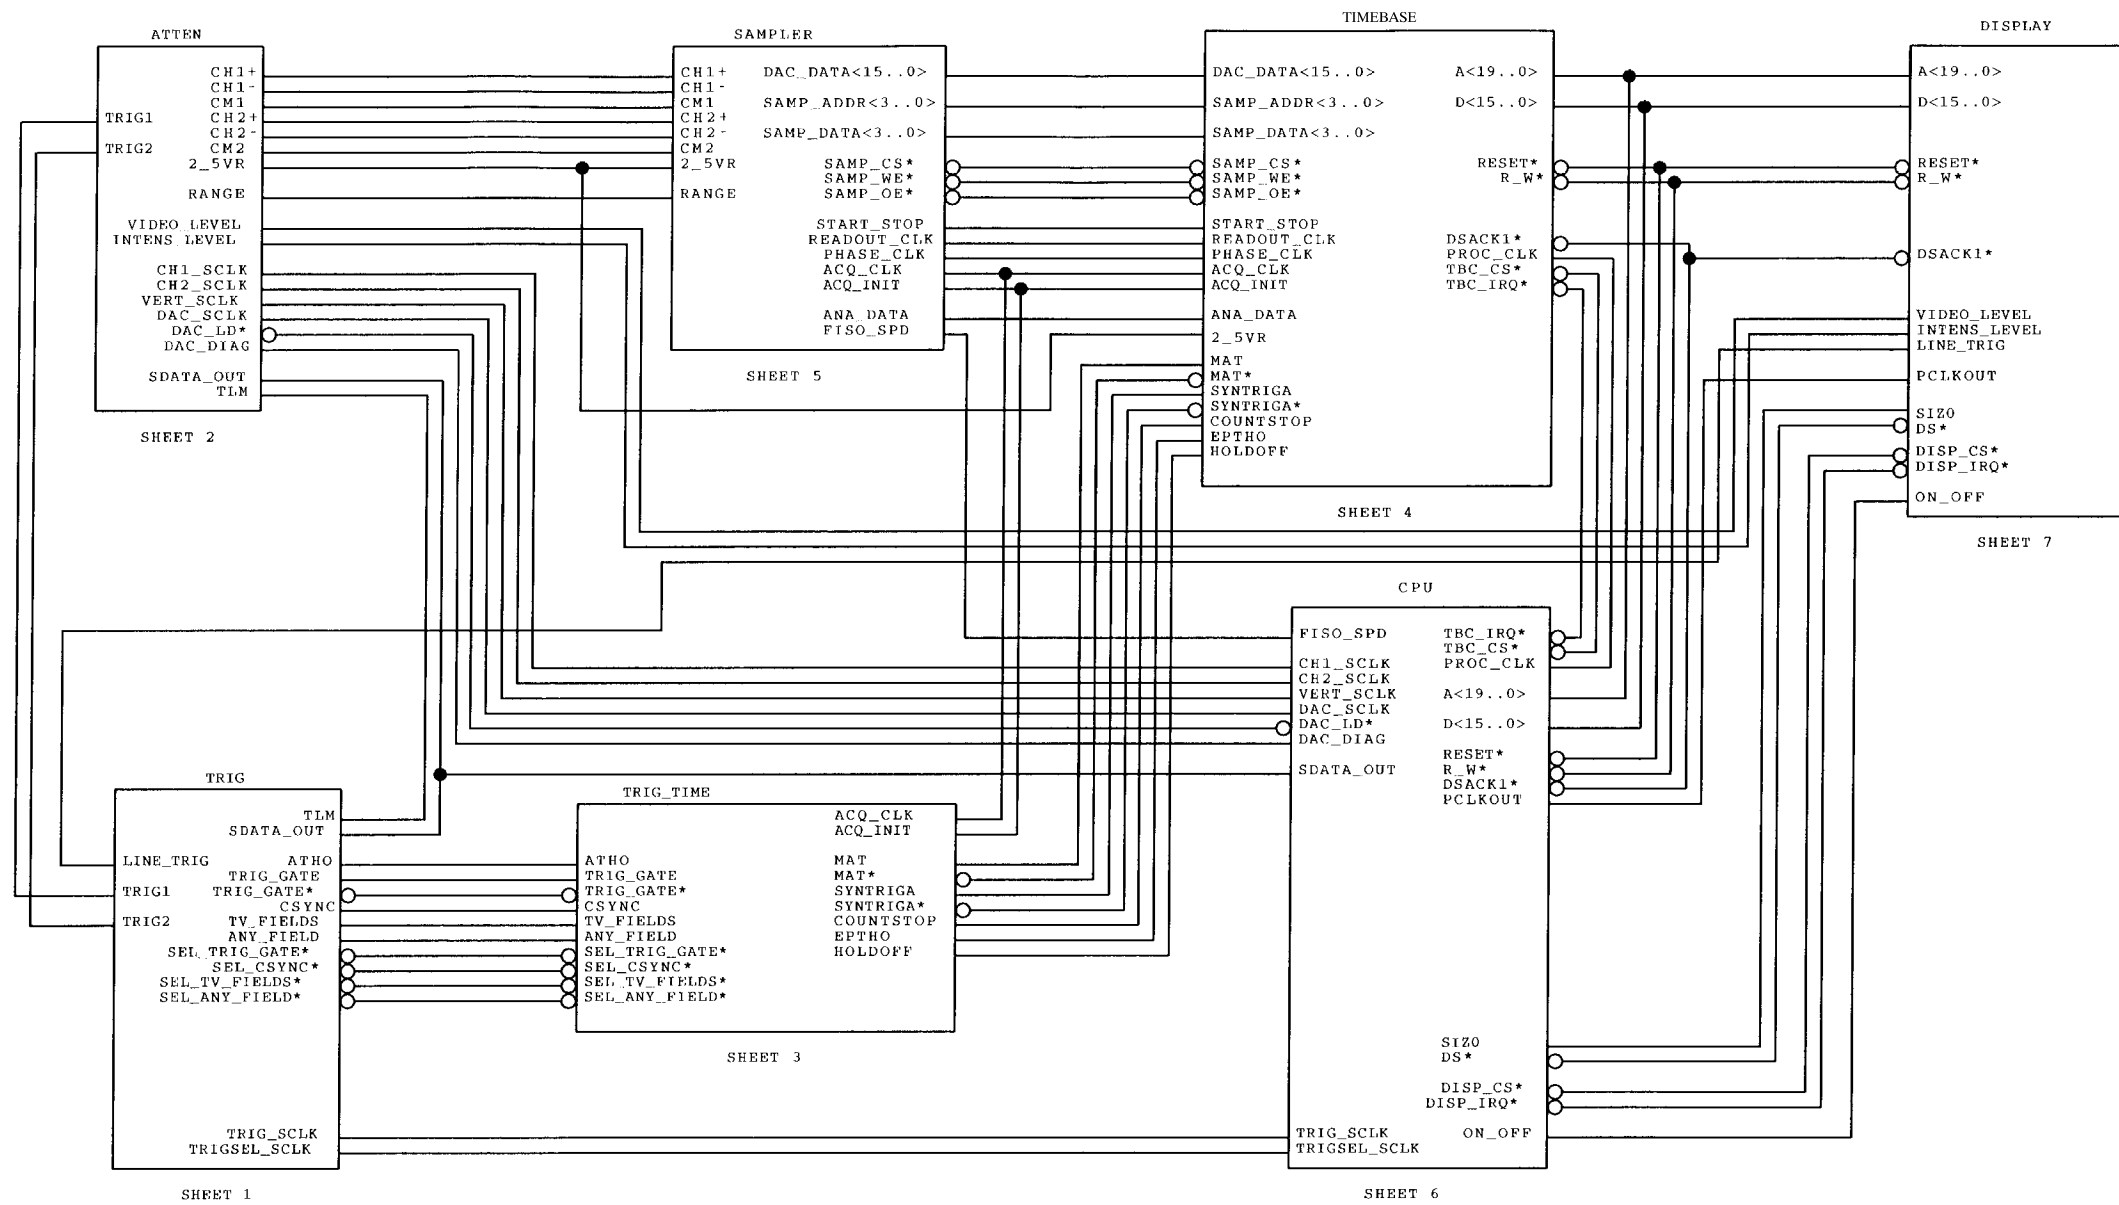 ATTEN
CH1+
CH1-
CM1
TRIG1
CH2+
CH2-
TRIG2
CM2
2_5VR
RANGE
VIDEO_LEVEL
INTENS_LEVEL
CH1_SCLK
CH2_SCLK
VERT_SCLK
DAC_SCLK
DAC_LD*
DAC_DIAG
SDATA_OUT
TLM
SHEET 2
SAMPLER
CH1+
CH1-
CM1
CH2+
CH2-
CM2
2_5VR
RANGE
DAC_DATA<15..0>
SAMP_ADDR<3..0>
SAMP_DATA<3..0>
SAMP_CS*
SAMP_WE*
SAMP_OE*
START_STOP
READOUT_CLK
PHASE_CLK
ACQ_CLK
ACQ_INIT
ANA_DATA
FISO_SPD
SHEET 5
TIMEBASE
DAC_DATA<15..0>
SAMP_ADDR<3..0>
SAMP_DATA<3..0>
SAMP_CS*
SAMP_WE*
SAMP_OE*
START_STOP
READOUT_CLK
PHASE_CLK
ACQ_CLK
ACQ_INIT
ANA_DATA
2_5VR
MAT
MAT*
SYNTRIGA
SYNTRIGA*
COUNTSTOP
EPTHO
HOLDOFF
A<19..0>
D<15..0>
RESET*
R_W*
DSACK1*
PROC_CLK
TBC_CS*
TBC_IRQ*
SHEET 4
DISPLAY
A<19..0>
D<15..0>
RESET*
R_W*
DSACK1*
VIDEO_LEVEL
INTENS_LEVEL
LINE_TRIG
PCLKOUT
SIZ0
DS*
DISP_CS*
DISP_IRQ*
ON_OFF
SHEET 7
TRIG
LINE_TRIG
TRIG1
TRIG2
TLM
SDATA_OUT
ATHO
TRIG_GATE
TRIG_GATE*
CSYNC
TV_FIELDS
ANY_FIELD
SEL_TRIG_GATE*
SEL_CSYNC*
SEL_TV_FIELDS*
SEL_ANY_FIELD*
TRIG_SCLK
TRIGSEL_SCLK
SHEET 1
TRIG_TIME
ATHO
TRIG_GATE
TRIG_GATE*
CSYNC
TV_FIELDS
ANY_FIELD
SEL_TRIG_GATE*
SEL_CSYNC*
SEL_TV_FIELDS*
SEL_ANY_FIELD*
ACQ_CLK
ACQ_INIT
MAT
MAT*
SYNTRIGA
SYNTRIGA*
COUNTSTOP
EPTHO
HOLDOFF
SHEET 3
CPU
FISO_SPD
CH1_SCLK
CH2_SCLK
VERT_SCLK
DAC_SCLK
DAC_LD*
DAC_DIAG
SDATA_OUT
TRIG_SCLK
TRIGSEL_SCLK
TBC_IRQ*
TBC_CS*
PROC_CLK
A<19..0>
D<15..0>
RESET*
R_W*
DSACK1*
PCLKOUT
SIZ0
DS*
DISP_CS*
DISP_IRQ*
ON_OFF
SHEET 6